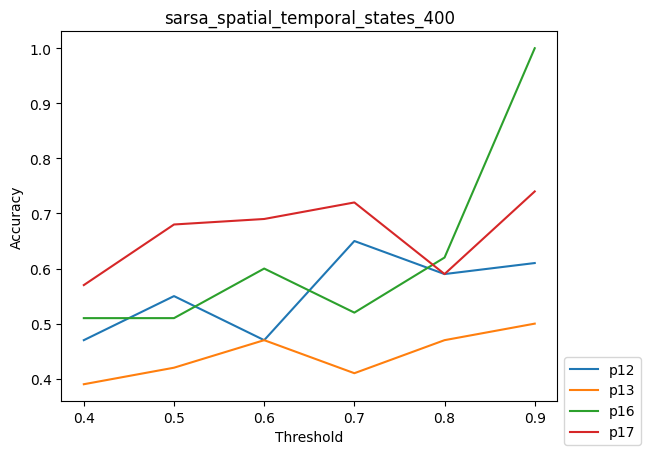 sarsa_spatial_temporal_states_400
1.0
0.9
0.8
0.7
0.6
0.5
0.4
Accuracy
0.4 0.5 0.6 0.7 0.8 0.9
Threshold
p12
p13
p16
p17